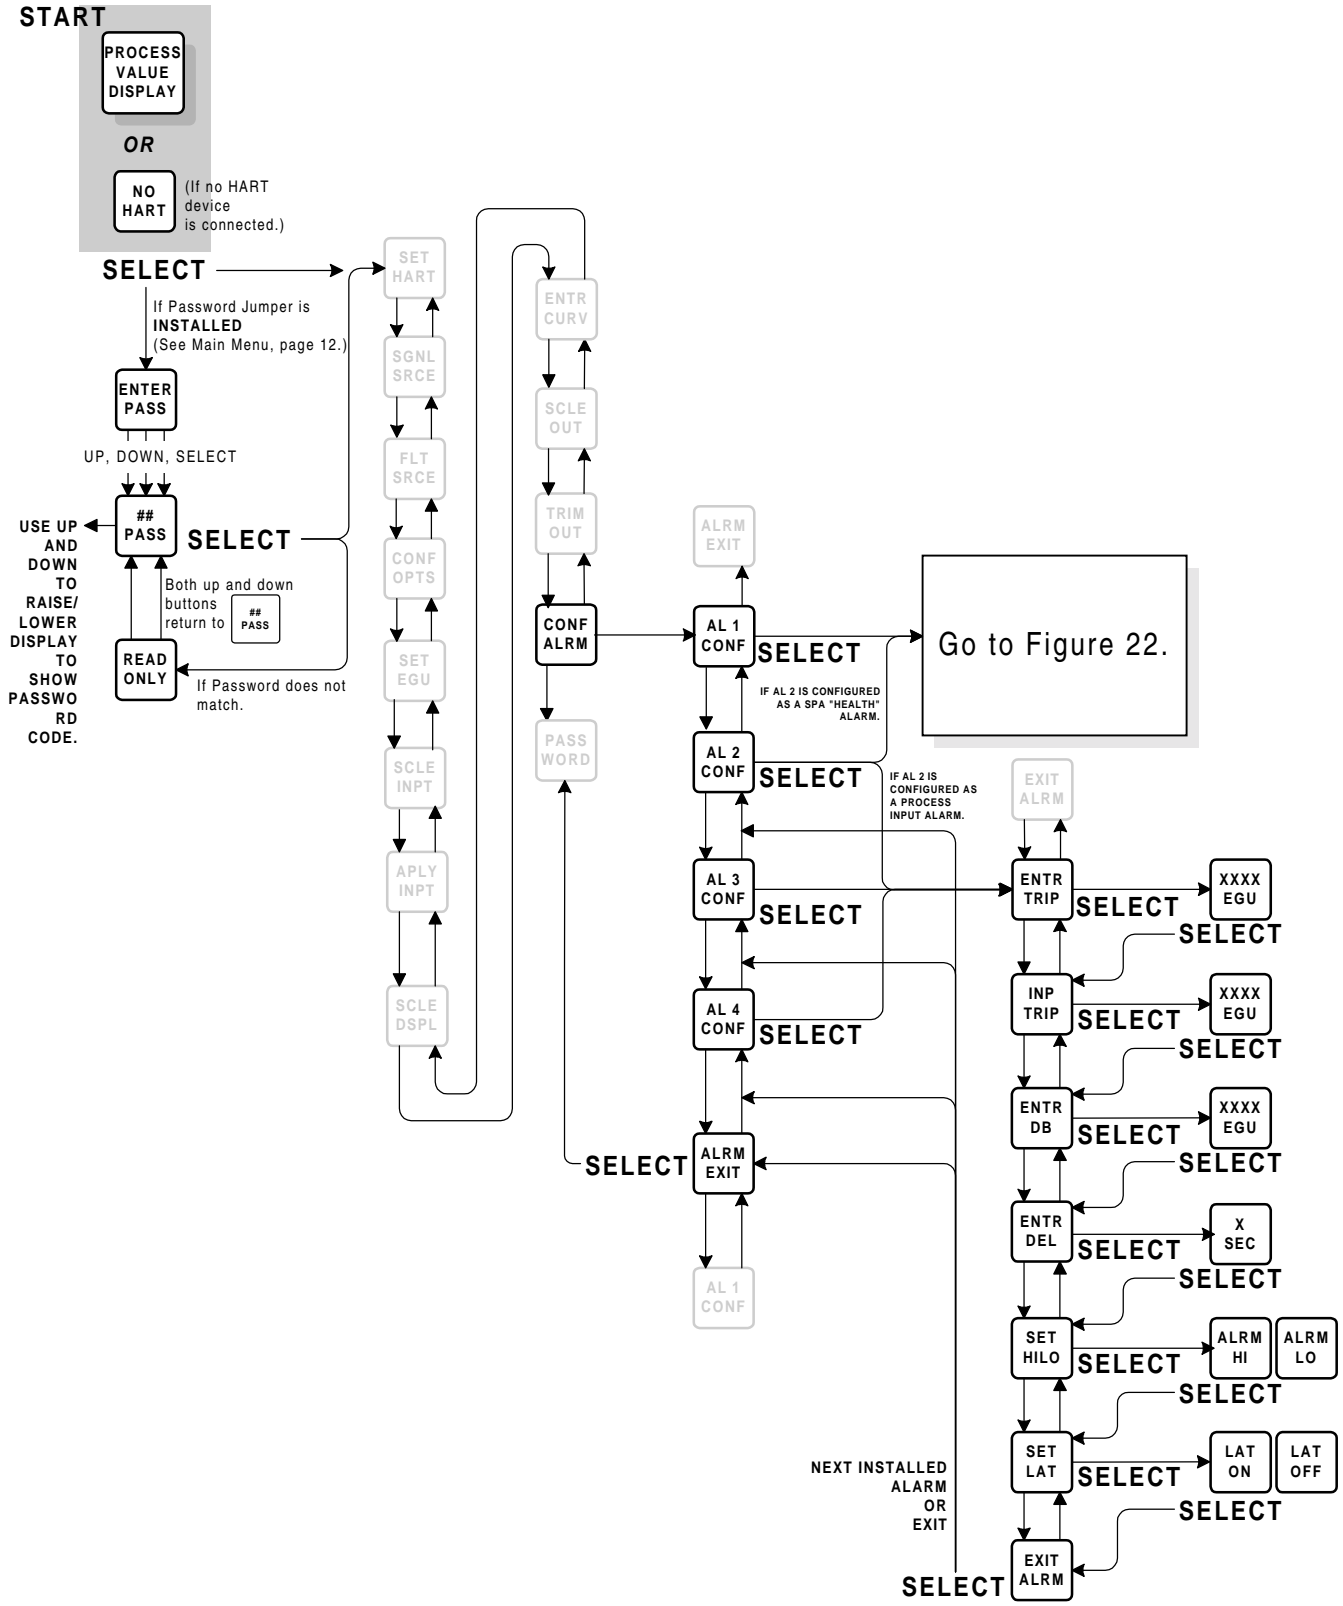 START
PROCESS
VALUE
DISPLAY
OR
NO
HART
(If no HART
device
is connected.)
SELECT
If Password Jumper is
INSTALLED
(See Main Menu, page 12.)
ENTER
PASS
UP, DOWN, SELECT
##
PASS
SELECT
USE UP
AND
DOWN
TO
RAISE/
LOWER
DISPLAY
TO
SHOW
PASSWO
RD
CODE.
Both up and down
buttons
return to
##
PASS
READ
ONLY
If Password does not
match.
SET
HART
SGNL
SRCE
FLT
SRCE
CONF
OPTS
SET
EGU
SCLE
INPT
APLY
INPT
SCLE
DSPL
ENTR
CURV
SCLE
OUT
TRIM
OUT
CONF
ALRM
PASS
WORD
ALRM
EXIT
AL 1
CONF
SELECT
IF AL 2 IS CONFIGURED
AS A SPA "HEALTH"
ALARM.
Go to Figure 22.
AL 2
CONF
SELECT
IF AL 2 IS
CONFIGURED AS
A PROCESS
INPUT ALARM.
AL 3
CONF
SELECT
AL 4
CONF
SELECT
SELECT
ALRM
EXIT
AL 1
CONF
EXIT
ALRM
ENTR
TRIP
SELECT
XXXX
EGU
SELECT
INP
TRIP
SELECT
XXXX
EGU
SELECT
ENTR
DB
SELECT
XXXX
EGU
SELECT
ENTR
DEL
SELECT
X
SEC
SELECT
SET
HILO
SELECT
ALRM
HI
ALRM
LO
SELECT
SET
LAT
SELECT
LAT
ON
LAT
OFF
SELECT
NEXT INSTALLED
ALARM
OR
EXIT
SELECT
EXIT
ALRM